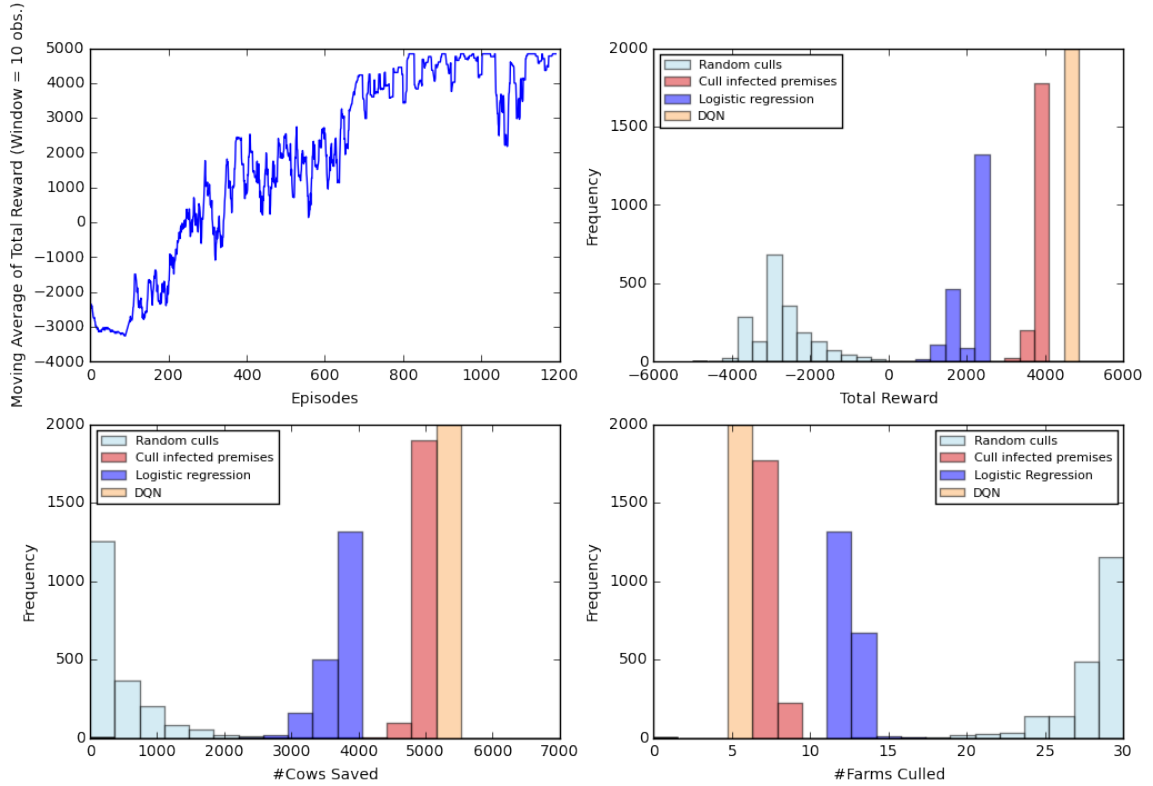 Moving Average of Total Reward (Window = 10 obs.)
5000
4000
3000
2000
1000
0
−1000
−2000
−3000
−4000
0
200
400
600
800
1000
1200
Episodes
Frequency
2000
1500
1000
500
0
−6000
−4000
−2000
0
2000
4000
6000
Total Reward
Random culls
Cull infected premises
Logistic regression
DQN
Frequency
2000
1500
1000
500
0
0
1000
2000
3000
4000
5000
6000
7000
#Cows Saved
Random culls
Cull infected premises
Logistic regression
DQN
Frequency
2000
1500
1000
500
0
0
5
10
15
20
25
30
#Farms Culled
Random culls
Cull infected premises
Logistic Regression
DQN